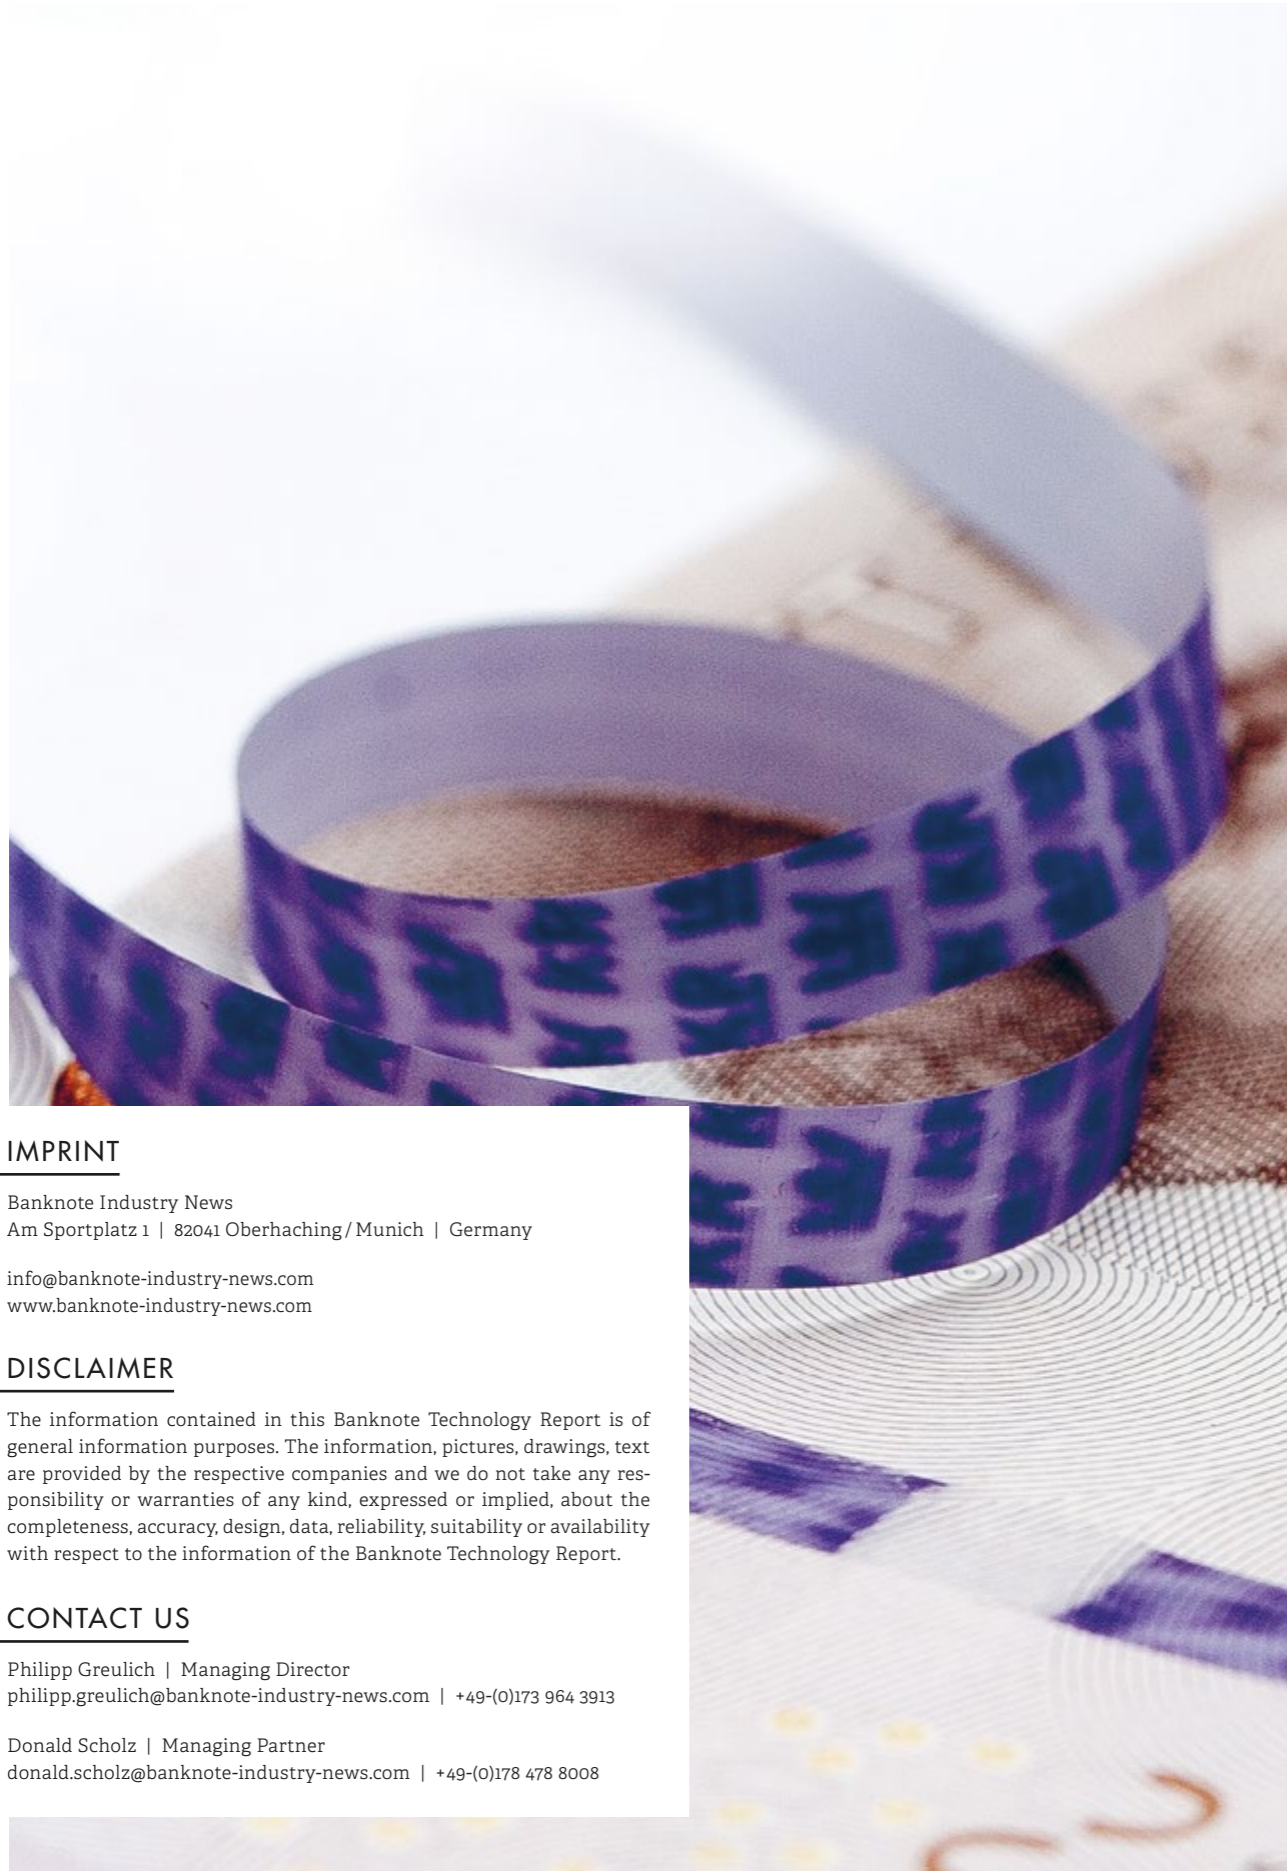 IMPRINT
Banknote Industry News
Am Sportplatz 1 | 82041 Oberhaching / Munich | Germany
info@banknote-industry-news.com
www.banknote-industry-news.com
DISCLAIMER
The information contained in this Banknote Technology Report is of
general information purposes. The information, pictures, drawings, text
are provided by the respective companies and we do not take any res-
ponsibility or warranties of any kind, expressed or implied, about the
completeness, accuracy, design, data, reliability, suitability or availability
with respect to the information of the Banknote Technology Report.
CONTACT US
Philipp Greulich | Managing Director
philipp.greulich@banknote-industry-news.com | +49-(0)173 964 3913
Donald Scholz | Managing Partner
donald.scholz@banknote-industry-news.com | +49-(0)178 478 8008